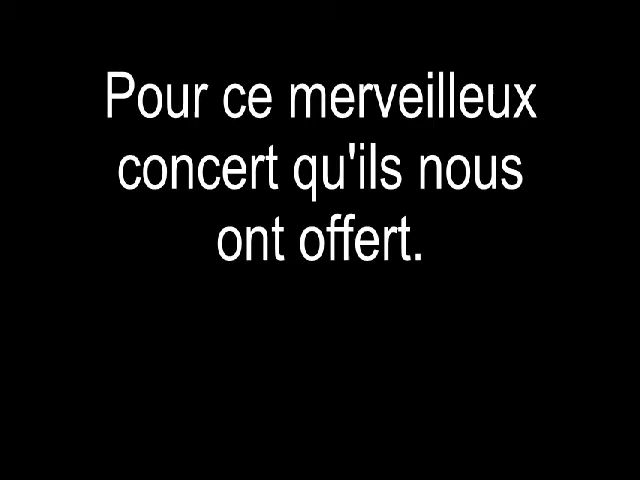 Pour ce merveilleux
concert qu'ils nous
ont offert.